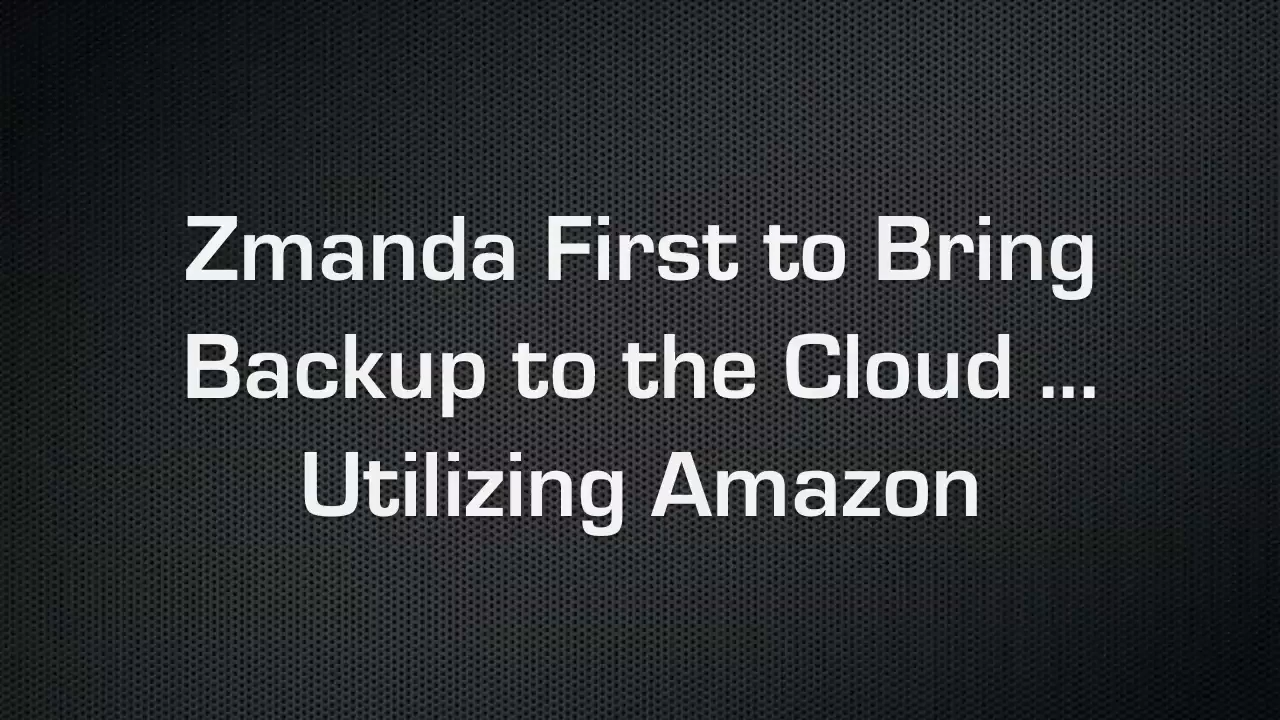 Zmanda First to Bring
Backup to the Cloud ...
Utilizing Amazon